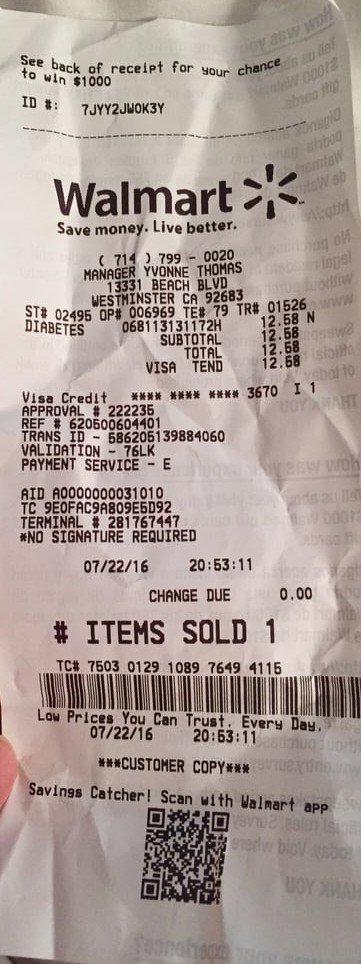 See back of receipt for your chance
to win $1000
ID #: 7JYY2JWOK3Y
Walmart
Save money. Live better.
( 714 ) 799 - 0020
MANAGER YVONNE THOMAS
13331 BEACH BLVD
WESTMINSTER CA 92683
ST# 02495 OP# 006969 TE# 79 TR# 01526
DIABETES 068113131172H 12.58 N
SUBTOTAL 12.58
TOTAL 12.58
VISA TEND 12.58
Visa Credit **** **** **** 3670 I 1
APPROVAL # 222235
REF # 620500604401
TRANS ID - 586205139884060
VALIDATION - 76LK
PAYMENT SERVICE - E
AID A0000000031010
TC 9E0FAC9A809E5D92
TERMINAL # 281767447
*NO SIGNATURE REQUIRED
07/22/16 20:53:11
CHANGE DUE 0.00
# ITEMS SOLD 1
TC# 7503 0129 1089 7649 4115
Low Prices You Can Trust. Every Day.
07/22/16 20:53:11
***CUSTOMER COPY***
Savings Catcher! Scan with Walmart app